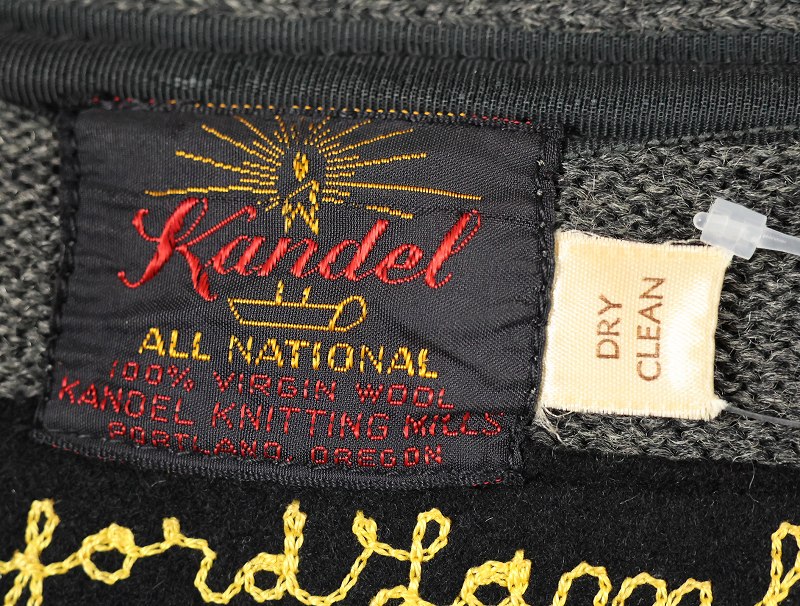 Kandel
ALL NATIONAL
100% VIRGIN WOOL
KANDEL KNITTING MILLS
PORTLAND, OREGON
DRY
CLEAN